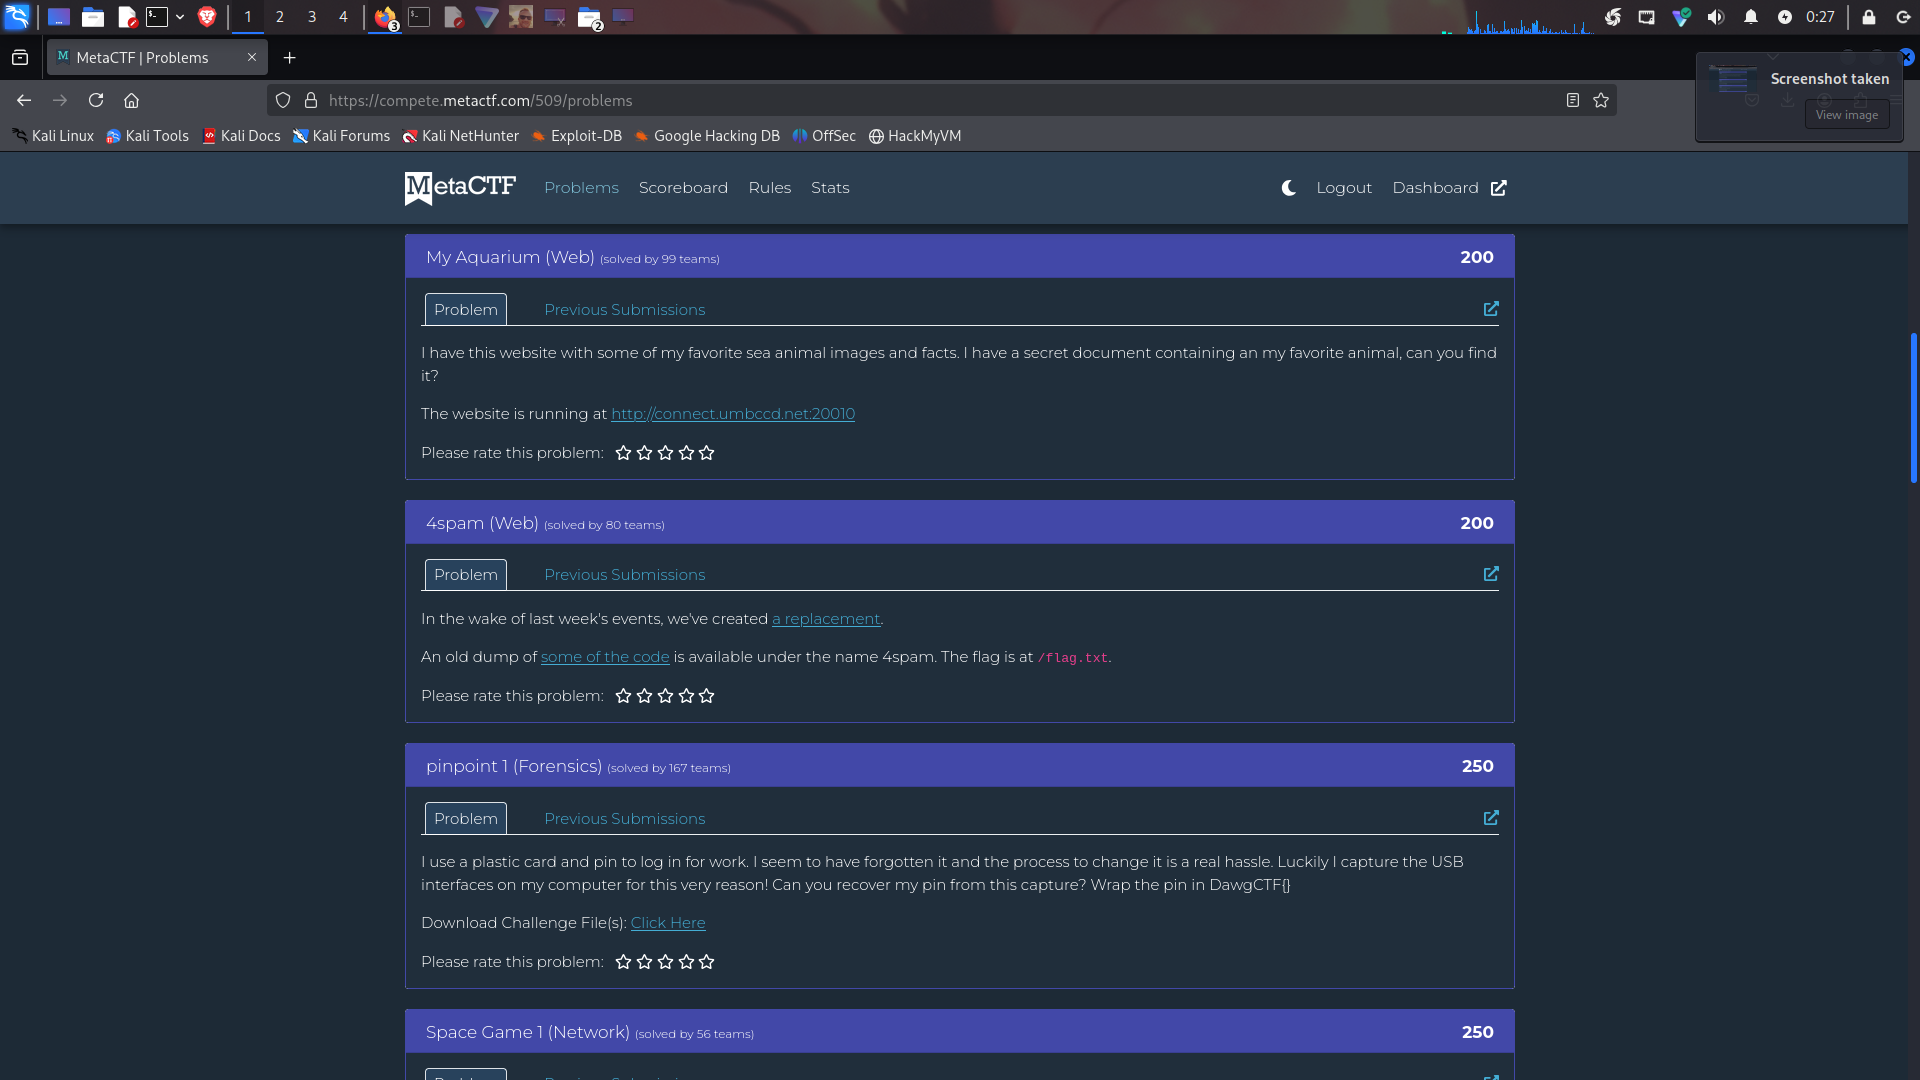 1 2 3 4 3 2 0:27
MetaCTF | Problems
Screenshot taken
View image
https://compete.metactf.com/509/problems
Kali Linux Kali Tools Kali Docs Kali Forums Kali NetHunter Exploit-DB Google Hacking DB OffSec HackMyVM
MetaCTF Problems Scoreboard Rules Stats Logout Dashboard
My Aquarium (Web) (solved by 99 teams) 200
Problem Previous Submissions
I have this website with some of my favorite sea animal images and facts. I have a secret document containing an my favorite animal, can you find
it?
The website is running at http://connect.umbccd.net:20010
Please rate this problem:
4spam (Web) (solved by 80 teams) 200
Problem Previous Submissions
In the wake of last week's events, we've created a replacement.
An old dump of some of the code is available under the name 4spam. The flag is at /flag.txt.
Please rate this problem:
pinpoint 1 (Forensics) (solved by 167 teams) 250
Problem Previous Submissions
I use a plastic card and pin to log in for work. I seem to have forgotten it and the process to change it is a real hassle. Luckily I capture the USB
interfaces on my computer for this very reason! Can you recover my pin from this capture? Wrap the pin in DawgCTF{}
Download Challenge File(s): Click Here
Please rate this problem:
Space Game 1 (Network) (solved by 56 teams) 250